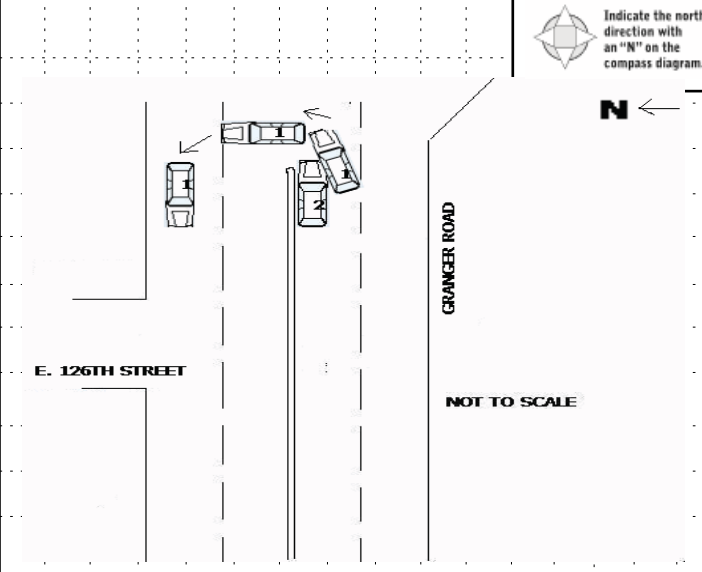 Indicate the north
direction with
an "N" on the
compass diagram.
N
1
1
1
2
GRANGER ROAD
E. 126TH STREET
NOT TO SCALE